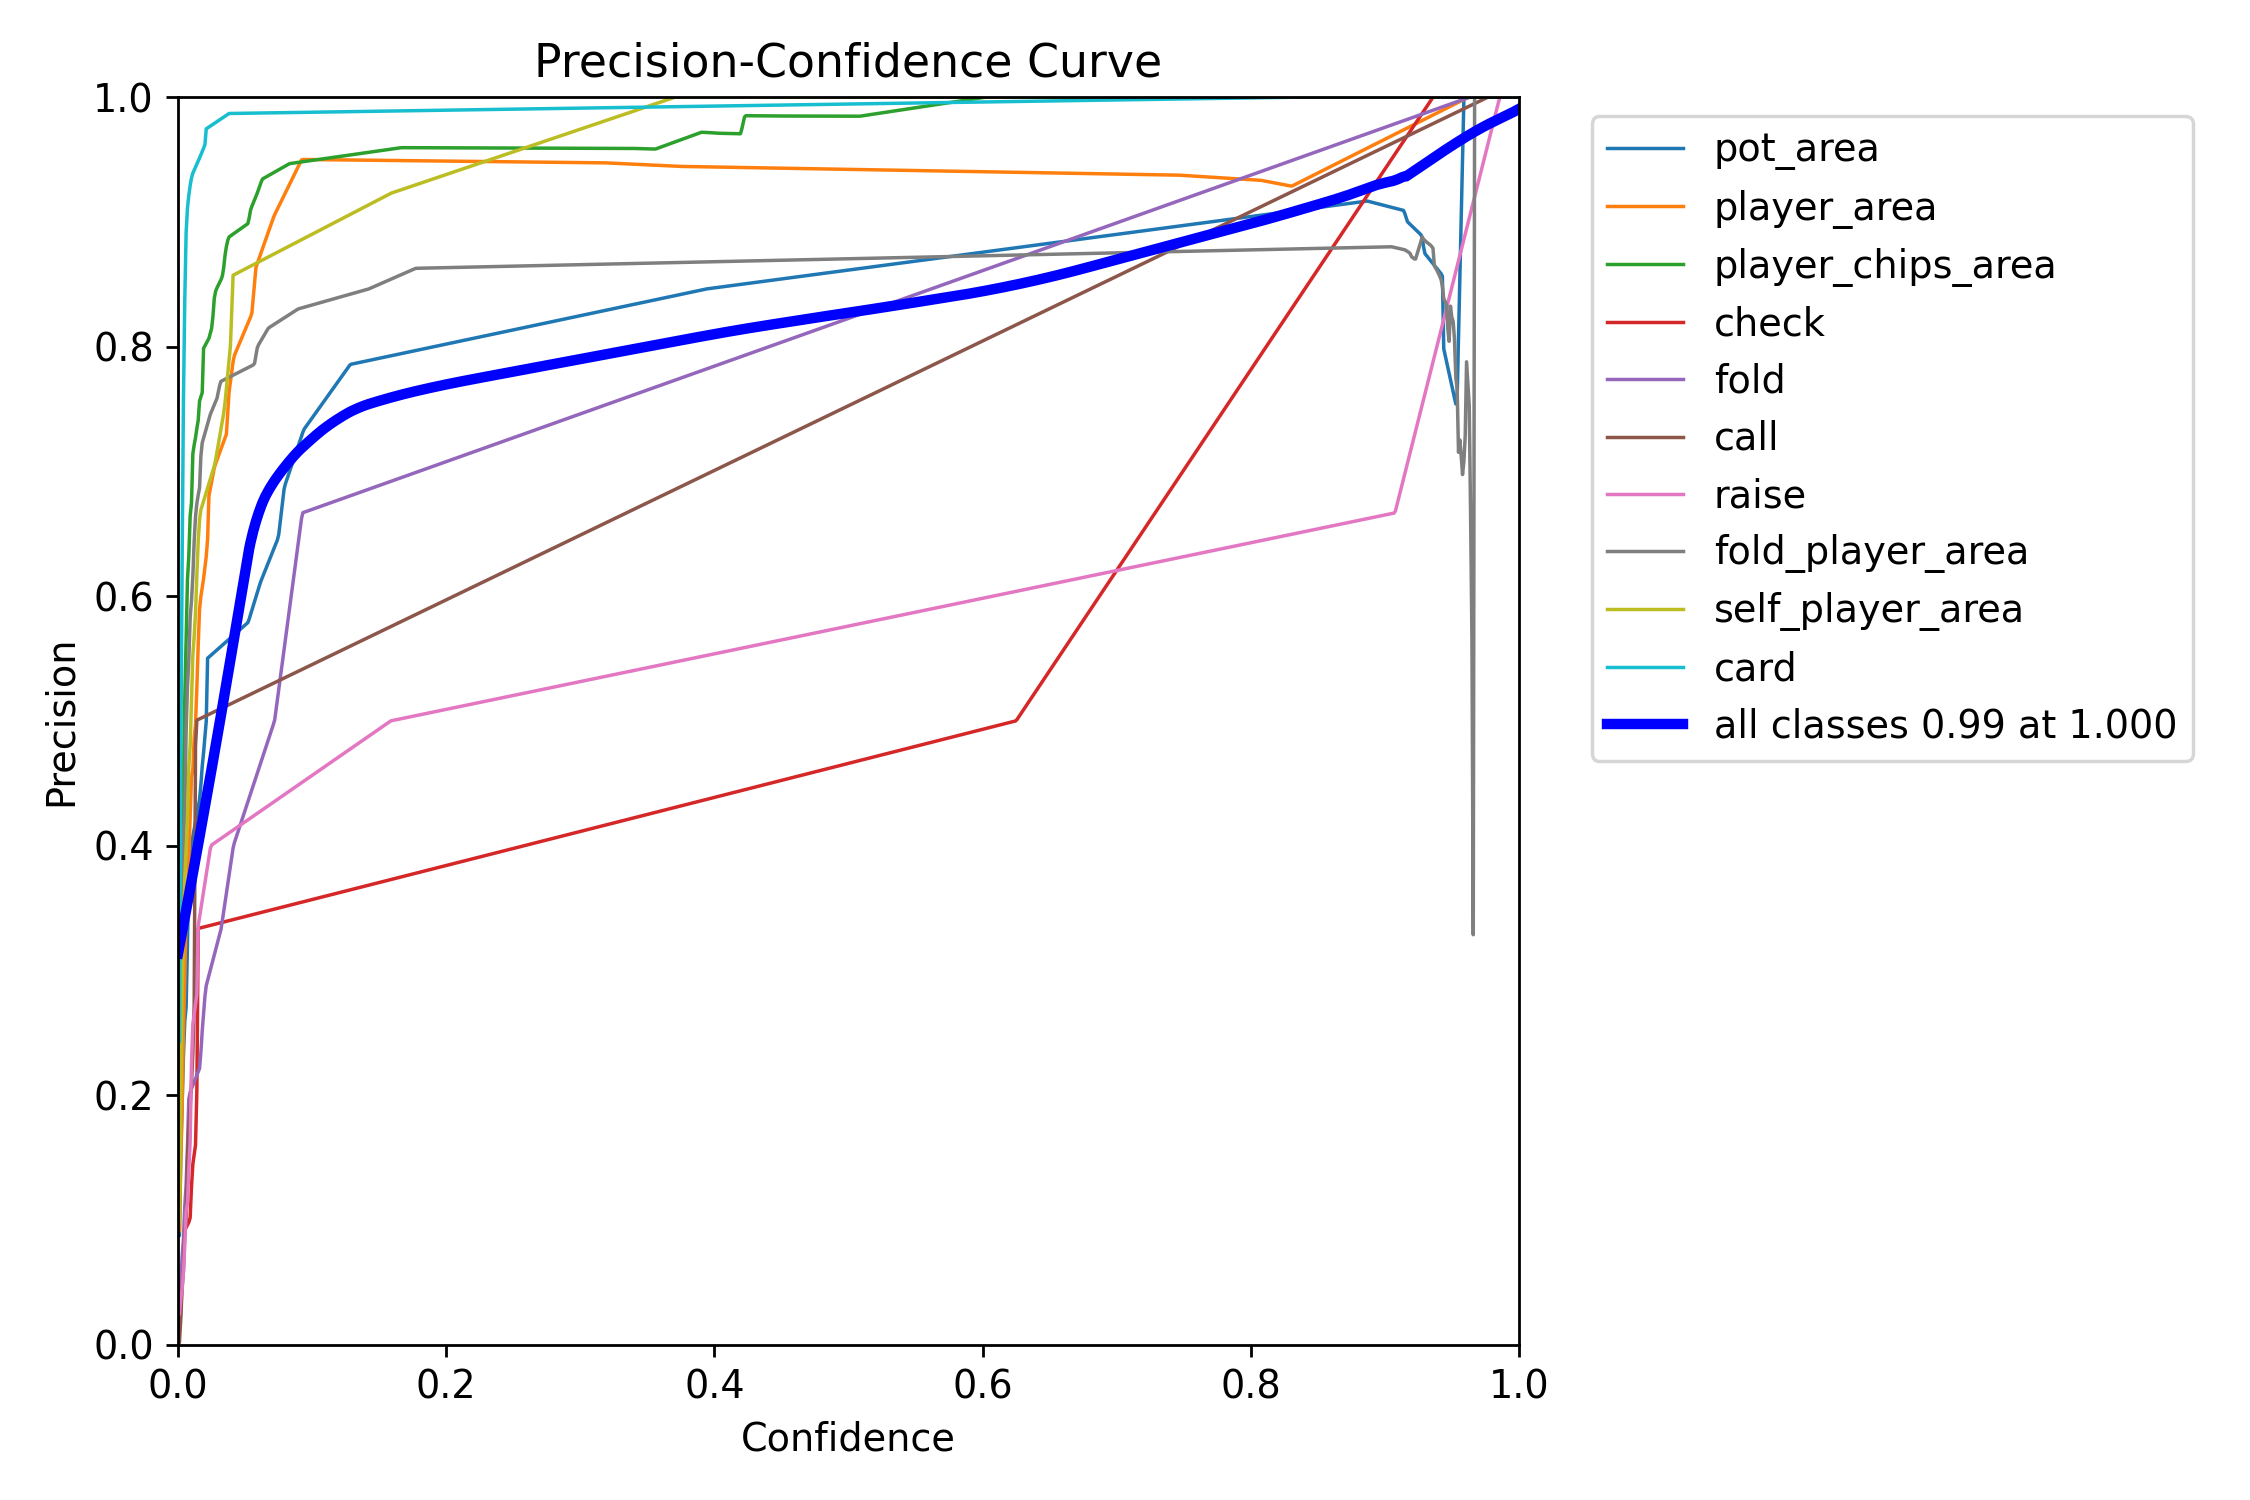 Precision-Confidence Curve
1.0
0.8
0.6
0.4
0.2
0.0
Precision
0.0 0.2 0.4 0.6 0.8 1.0
Confidence
pot_area
player_area
player_chips_area
check
fold
call
raise
fold_player_area
self_player_area
card
all classes 0.99 at 1.000